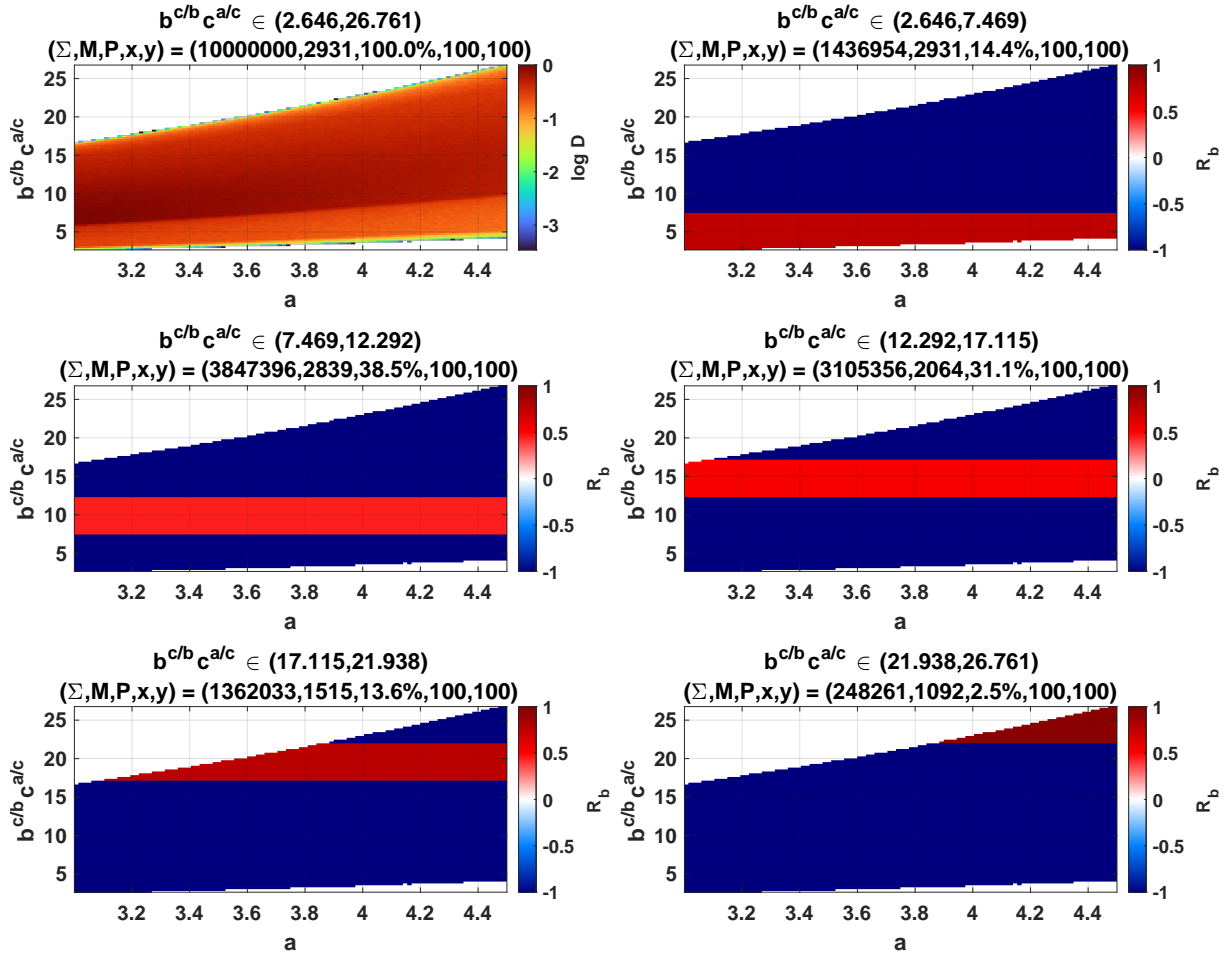 b^{c/b} c^{a/c} ∈ (2.646,26.761)
(Σ,M,P,x,y) = (10000000,2931,100.0%,100,100)
25
20
15
10
5
b^{c/b} c^{a/c}
3.2 3.4 3.6 3.8 4 4.2 4.4
a
0
-1
-2
-3
log D
b^{c/b} c^{a/c} ∈ (2.646,7.469)
(Σ,M,P,x,y) = (1436954,2931,14.4%,100,100)
25
20
15
10
5
b^{c/b} c^{a/c}
3.2 3.4 3.6 3.8 4 4.2 4.4
a
1
0.5
0
-0.5
-1
R_b
b^{c/b} c^{a/c} ∈ (7.469,12.292)
(Σ,M,P,x,y) = (3847396,2839,38.5%,100,100)
25
20
15
10
5
b^{c/b} c^{a/c}
3.2 3.4 3.6 3.8 4 4.2 4.4
a
1
0.5
0
-0.5
-1
R_b
b^{c/b} c^{a/c} ∈ (12.292,17.115)
(Σ,M,P,x,y) = (3105356,2064,31.1%,100,100)
25
20
15
10
5
b^{c/b} c^{a/c}
3.2 3.4 3.6 3.8 4 4.2 4.4
a
1
0.5
0
-0.5
-1
R_b
b^{c/b} c^{a/c} ∈ (17.115,21.938)
(Σ,M,P,x,y) = (1362033,1515,13.6%,100,100)
25
20
15
10
5
b^{c/b} c^{a/c}
3.2 3.4 3.6 3.8 4 4.2 4.4
a
1
0.5
0
-0.5
-1
R_b
b^{c/b} c^{a/c} ∈ (21.938,26.761)
(Σ,M,P,x,y) = (248261,1092,2.5%,100,100)
25
20
15
10
5
b^{c/b} c^{a/c}
3.2 3.4 3.6 3.8 4 4.2 4.4
a
1
0.5
0
-0.5
-1
R_b